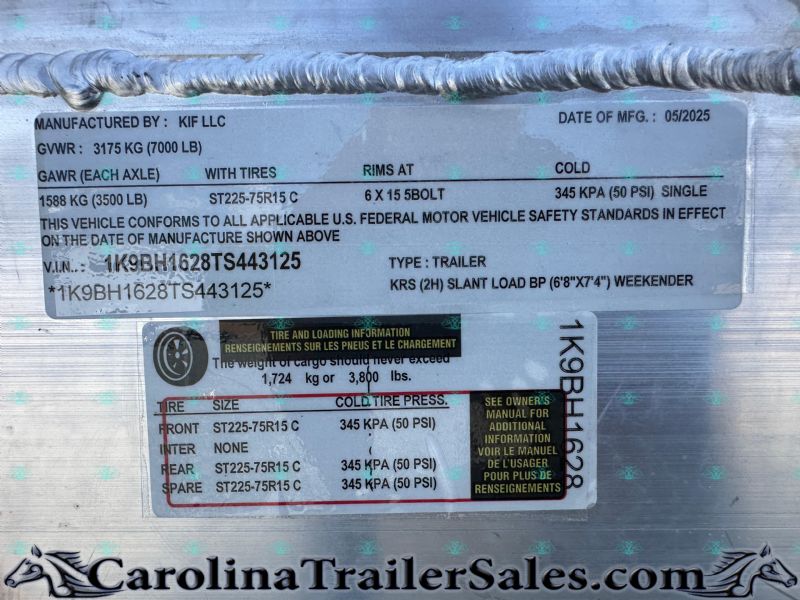 MANUFACTURED BY : KIF LLC DATE OF MFG. : 05/2025
GVWR : 3175 KG (7000 LB)
GAWR (EACH AXLE) WITH TIRES RIMS AT COLD
1588 KG (3500 LB) ST225-75R15 C 6 X 15 5BOLT 345 KPA (50 PSI) SINGLE
THIS VEHICLE CONFORMS TO ALL APPLICABLE U.S. FEDERAL MOTOR VEHICLE SAFETY STANDARDS IN EFFECT
ON THE DATE OF MANUFACTURE SHOWN ABOVE
V.I.N.. : 1K9BH1628TS443125 TYPE : TRAILER
*1K9BH1628TS443125* KRS (2H) SLANT LOAD BP (6'8"X7'4") WEEKENDER
TIRE AND LOADING INFORMATION
RENSEIGNEMENTS SUR LES PNEUS ET LE CHARGEMENT
The weight of cargo should never exceed
1,724 kg or 3,800 lbs.
TIRE SIZE COLD TIRE PRESS.
FRONT ST225-75R15 C 345 KPA (50 PSI)
INTER NONE
REAR ST225-75R15 C 345 KPA (50 PSI)
SPARE ST225-75R15 C 345 KPA (50 PSI)
SEE OWNER'S
MANUAL FOR
ADDITIONAL
INFORMATION
VOIR LE MANUEL
DE L'USAGER
POUR PLUS DE
RENSEIGNEMENTS
1K9BH1628
CarolinaTrailerSales.com